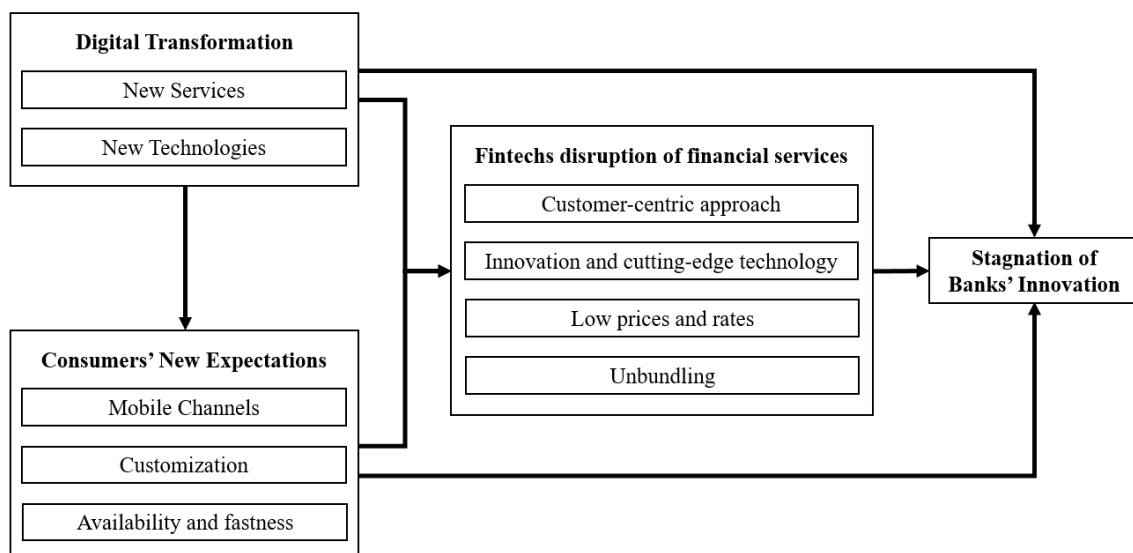 Digital Transformation
New Services
New Technologies
Consumers’ New Expectations
Mobile Channels
Customization
Availability and fastness
Fintechs disruption of financial services
Customer-centric approach
Innovation and cutting-edge technology
Low prices and rates
Unbundling
Stagnation of
Banks’ Innovation